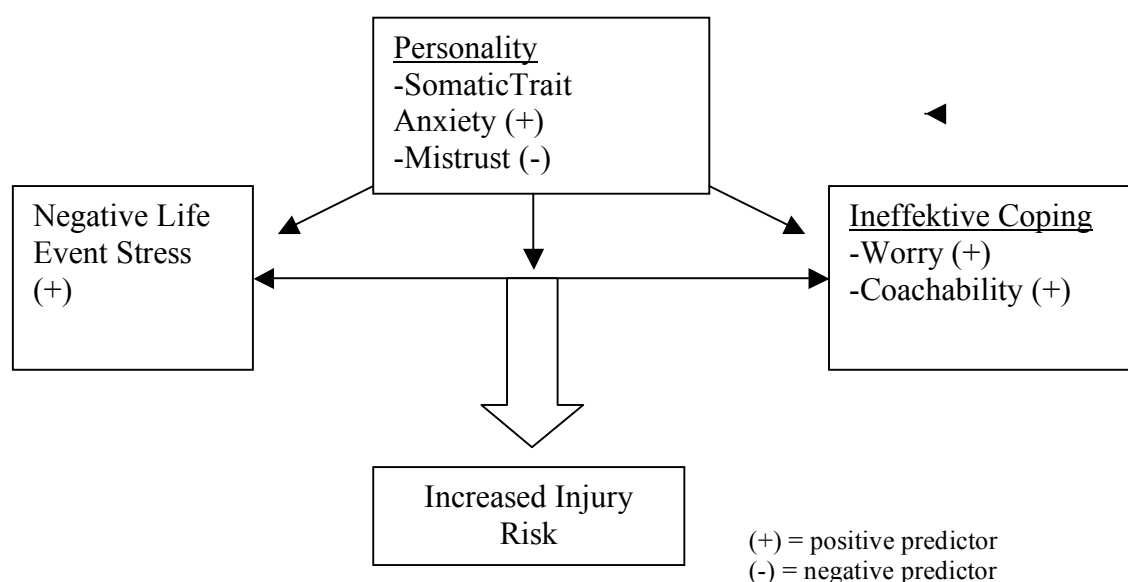 Personality
-SomaticTrait
Anxiety (+)
-Mistrust (-)
Negative Life
Event Stress
(+)
Ineffektive Coping
-Worry (+)
-Coachability (+)
Increased Injury
Risk
(+) = positive predictor
(-) = negative predictor